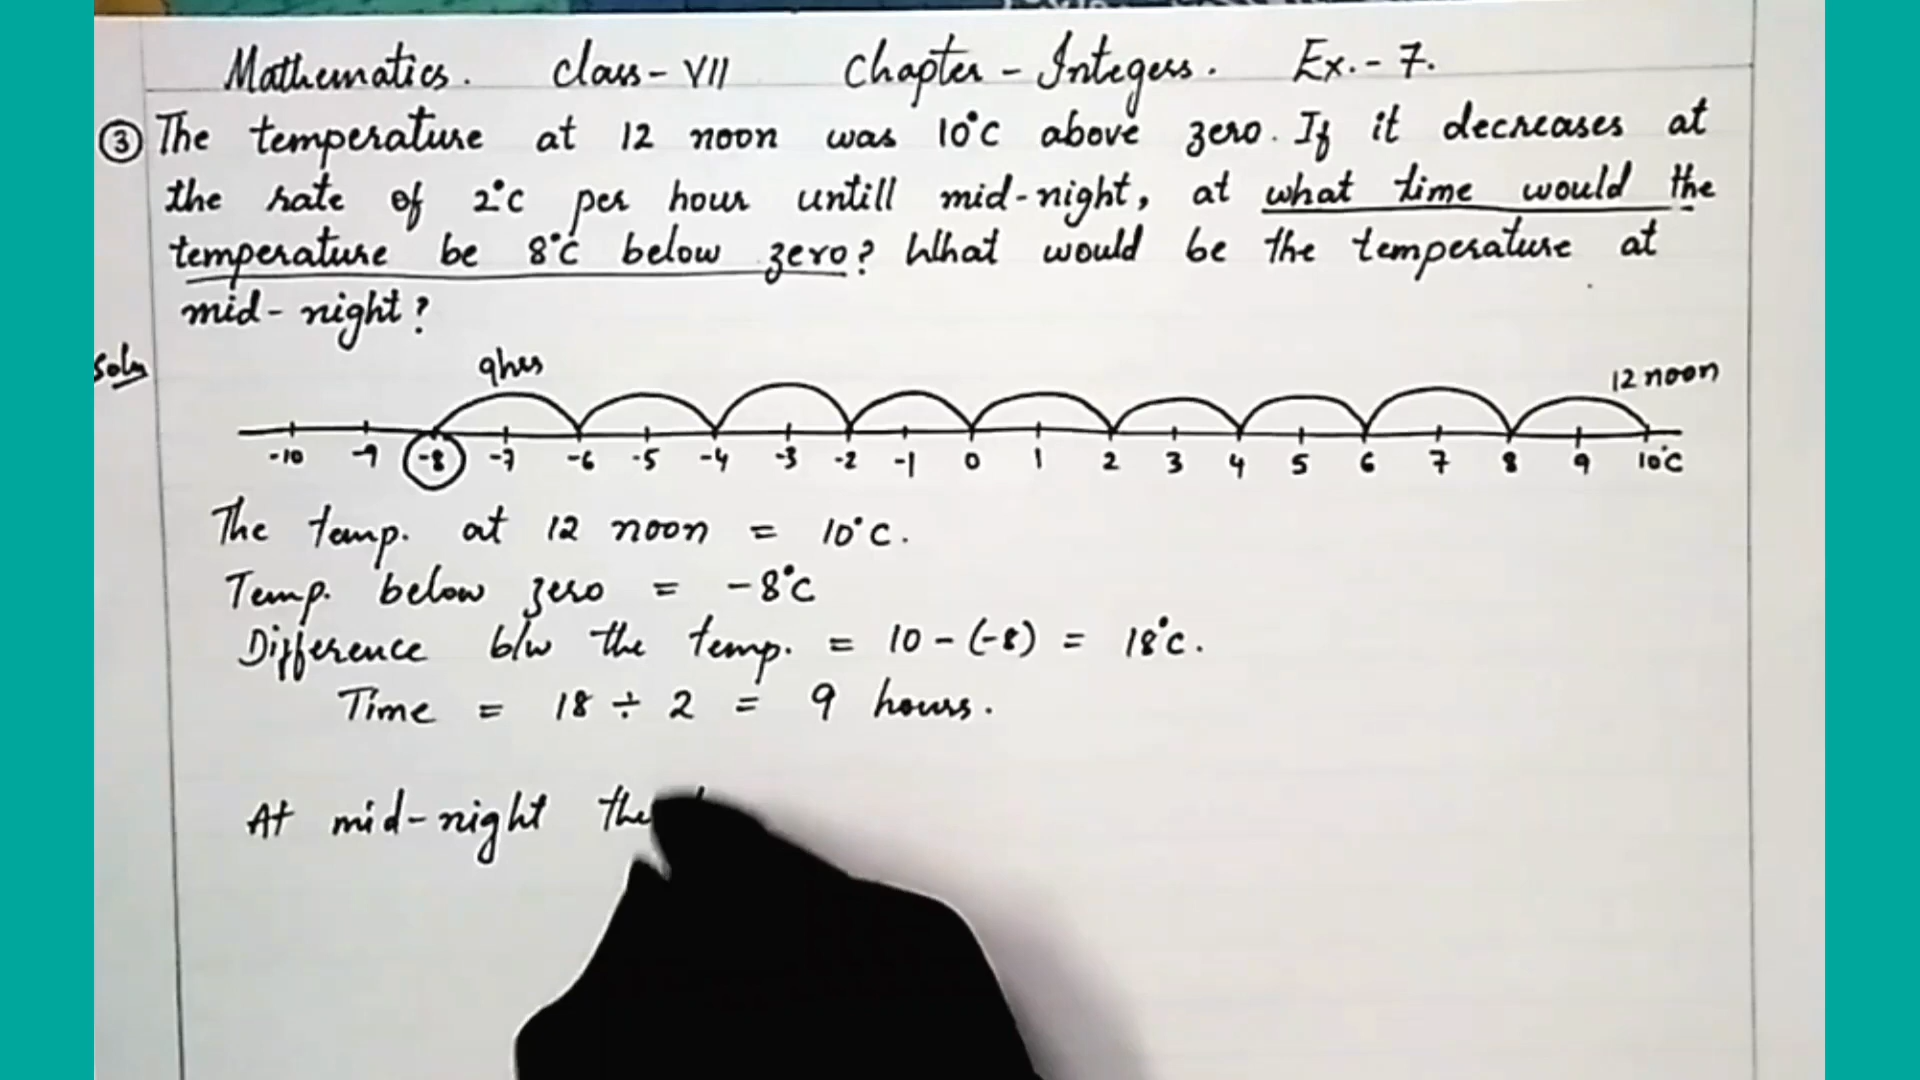 Mathematics. Class-VII Chapter - Integers. Ex.- 7.
③ The temperature at 12 noon was 10°C above zero. If it decreases at
the rate of 2°C per hour untill mid-night, at what time would the
temperature be 8°C below zero? What would be the temperature at
mid-night?
Soln
9hrs 12 noon
-10 -9 -8 -7 -6 -5 -4 -3 -2 -1 0 1 2 3 4 5 6 7 8 9 10°C
The temp. at 12 noon = 10°C.
Temp. below zero = -8°C
Difference b/w the temp. = 10-(-8) = 18°C.
Time = 18 ÷ 2 = 9 hours.
At mid-night the